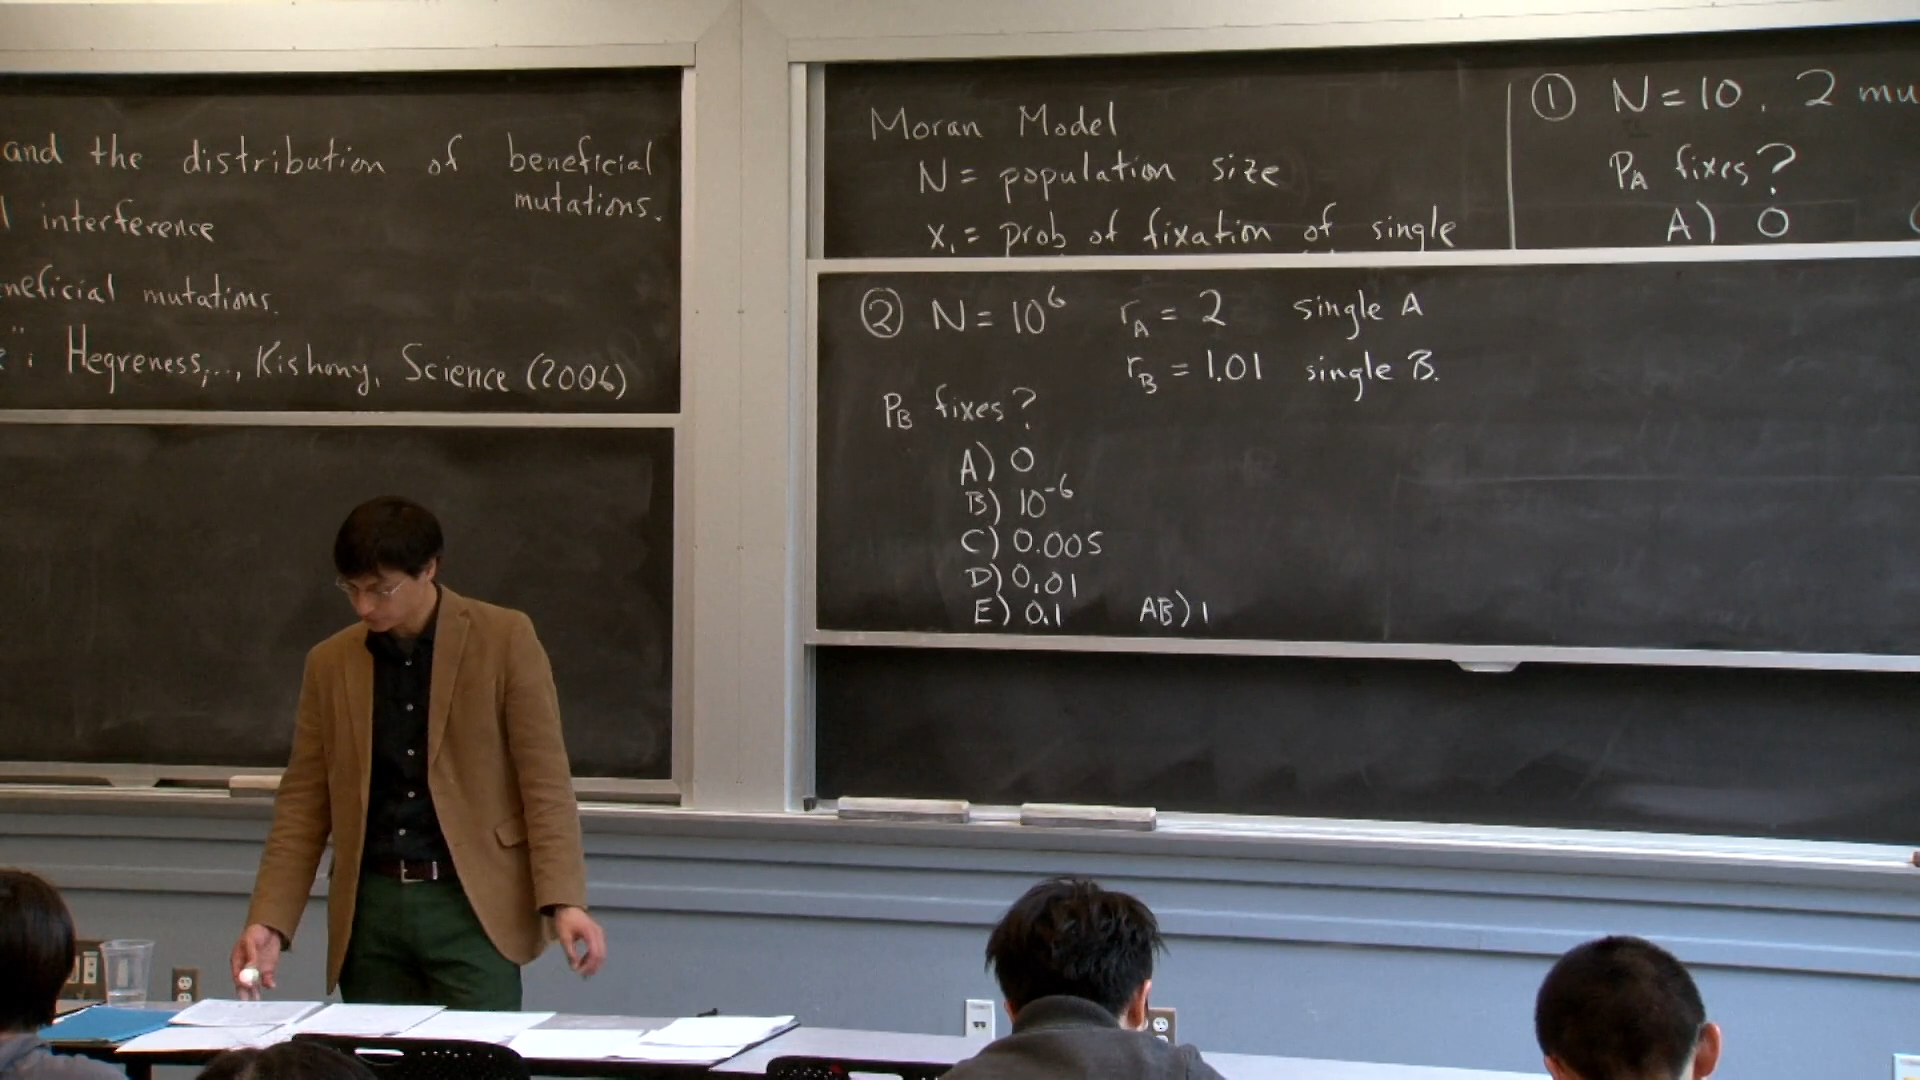 and the distribution of beneficial
mutations.
interference
neficial mutations.
": Hegreness,.., Kishony, Science (2006)
Moran Model
N = population size
x₁ = prob of fixation of single
① N = 10, 2 mu
P_A fixes?
A) 0
② N = 10⁶ r_A = 2 single A
r_B = 1.01 single B.
P_B fixes?
A) 0
B) 10⁻⁶
C) 0.005
D) 0.01
E) 0.1 AB) 1